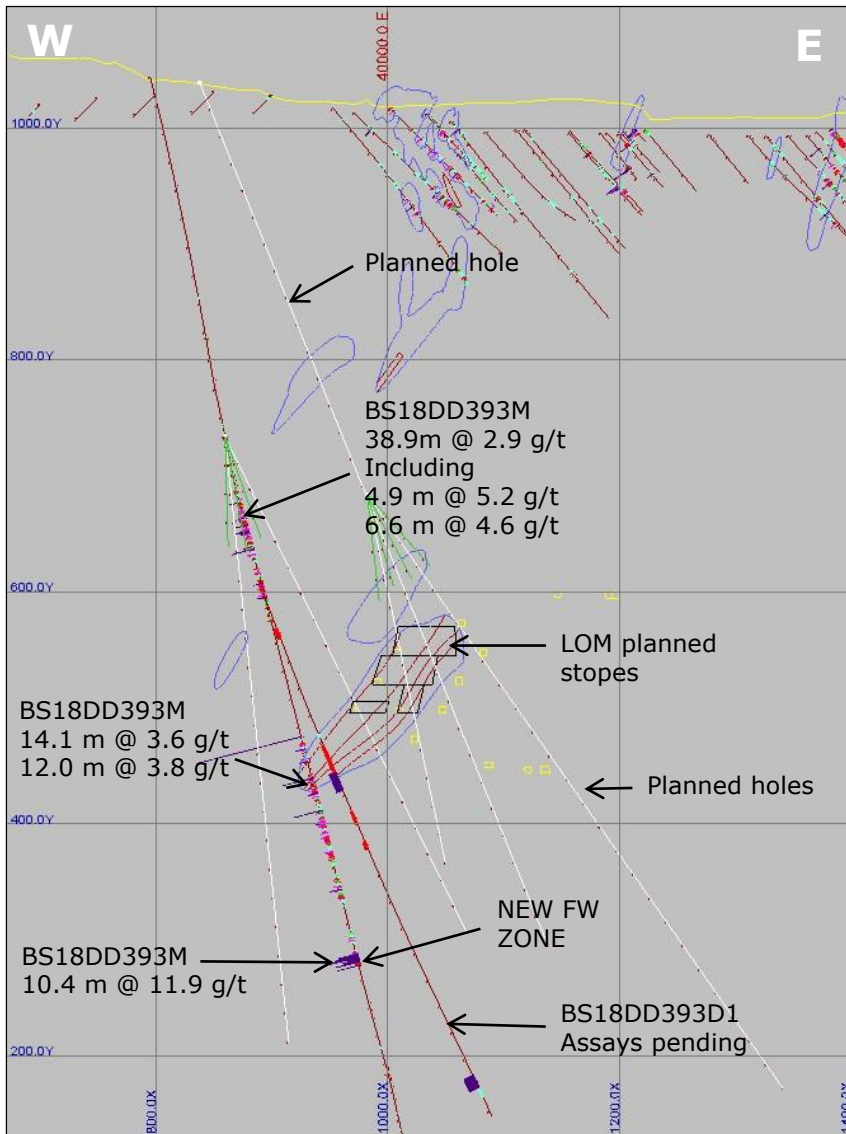 W
E
40000.0 E
1000.0Y
Planned hole
800.0Y
BS18DD393M
38.9m @ 2.9 g/t
Including
4.9 m @ 5.2 g/t
6.6 m @ 4.6 g/t
600.0Y
LOM planned
stopes
BS18DD393M
14.1 m @ 3.6 g/t
12.0 m @ 3.8 g/t
Planned holes
400.0Y
NEW FW
ZONE
BS18DD393M
10.4 m @ 11.9 g/t
BS18DD393D1
Assays pending
200.0Y
800.0X
1000.0X
1200.0X